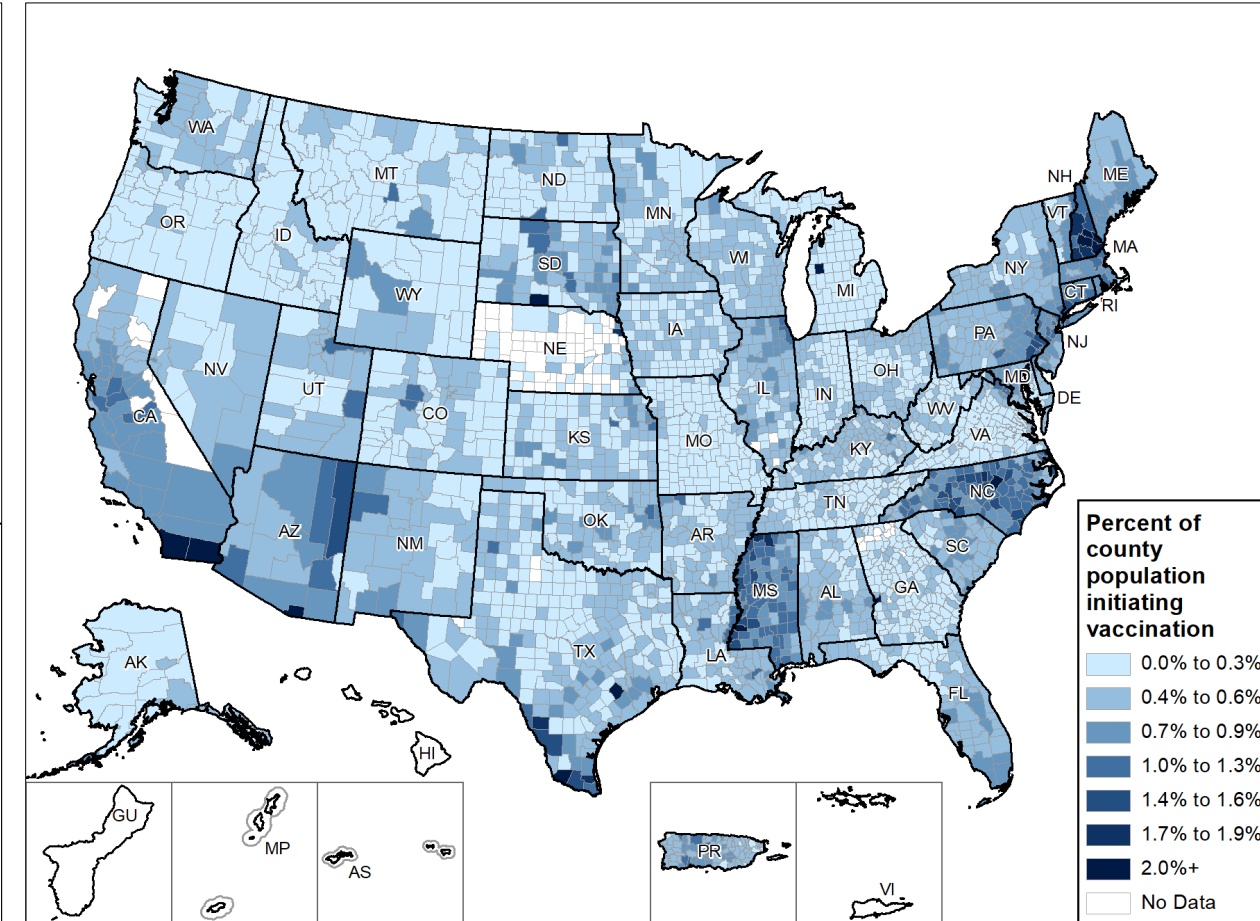 WA
MT
ND
MN
OR
ID
SD
WI
MI
NH
ME
VT
NY
MA
WY
CT
RI
IA
NE
PA
NJ
NV
UT
CO
IL
IN
OH
MD
DE
CA
KS
MO
WV
VA
KY
NC
TN
AZ
NM
OK
AR
SC
MS
AL
GA
TX
LA
FL
AK
HI
GU
MP
AS
PR
VI
Percent of
county
population
initiating
vaccination
0.0% to 0.3%
0.4% to 0.6%
0.7% to 0.9%
1.0% to 1.3%
1.4% to 1.6%
1.7% to 1.9%
2.0%+
No Data